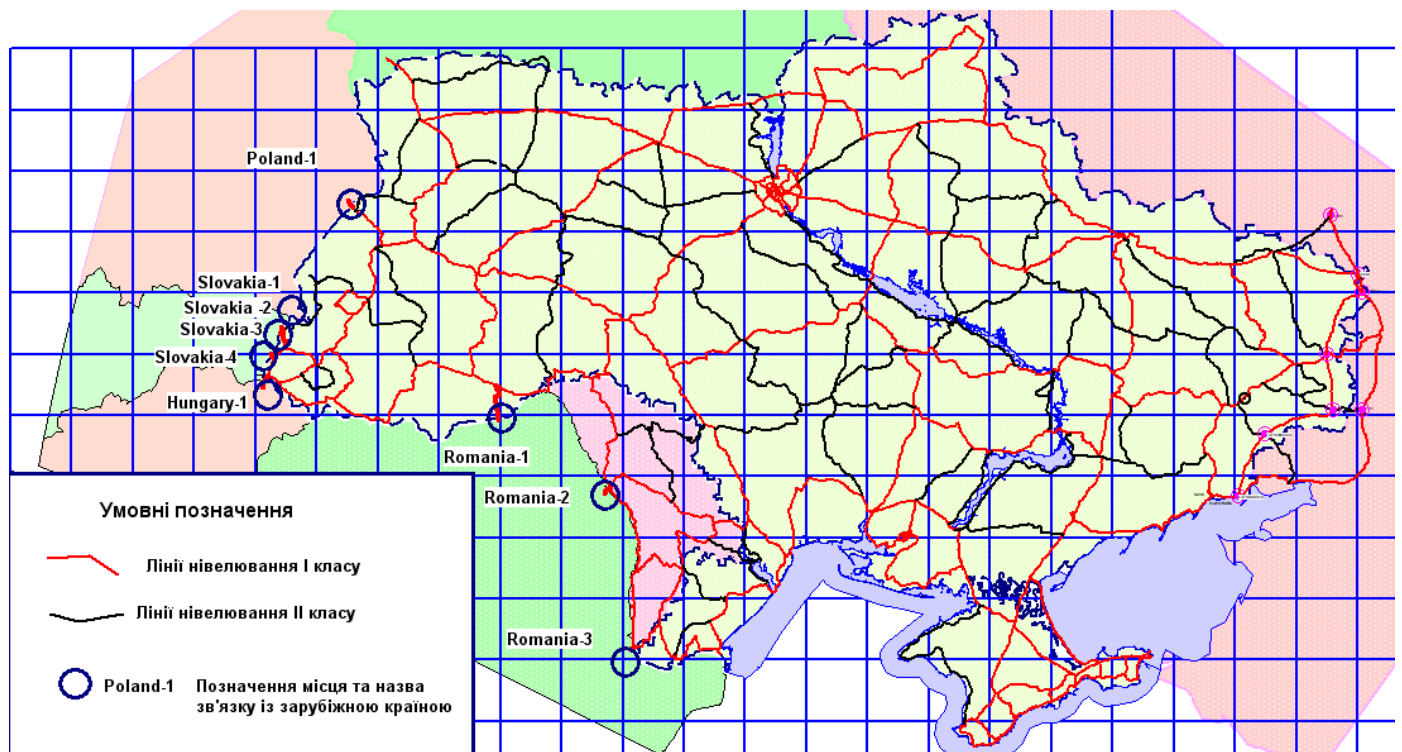 Poland-1
Slovakia-1
Slovakia -2
Slovakia-3
Slovakia-4
Hungary-1
Romania-1
Romania-2
Romania-3
Умовні позначення
Лінії нівелювання I класу
Лінії нівелювання II класу
Poland-1 Позначення місця та назва
зв'язку із зарубіжною країною